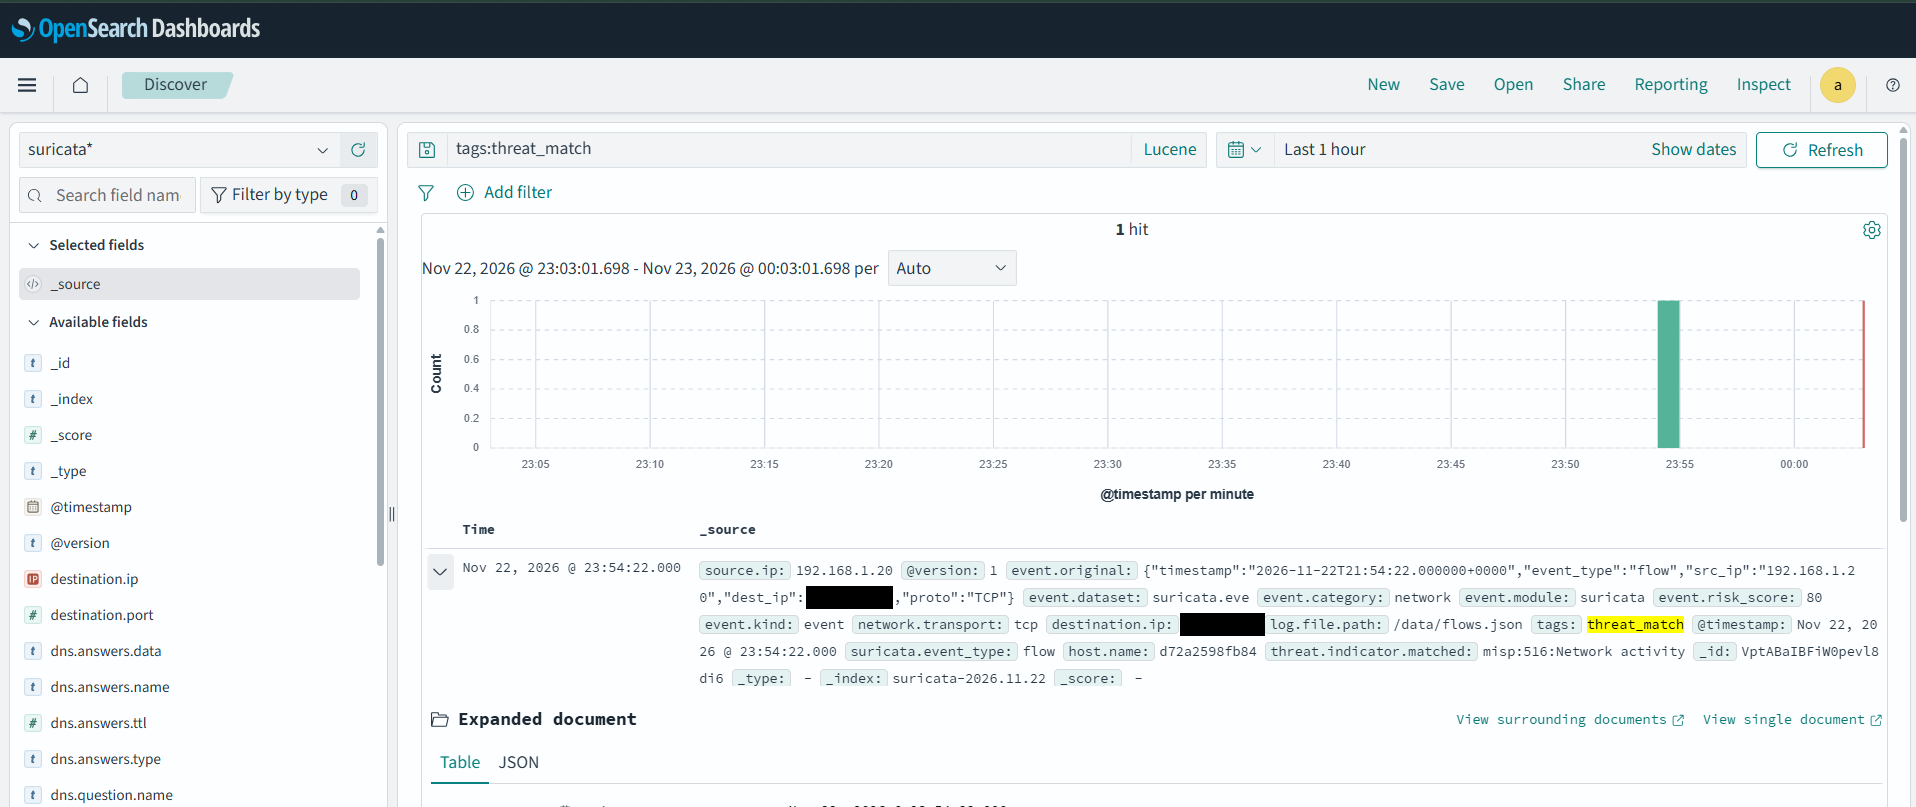 OpenSearch Dashboards
Discover
New Save Open Share Reporting Inspect a
suricata*
tags:threat_match Lucene Last 1 hour Show dates Refresh
Search field nam Filter by type 0
Add filter
Selected fields
_source
Available fields
t _id
t _index
# _score
t _type
@timestamp
t @version
IP destination.ip
# destination.port
t dns.answers.data
t dns.answers.name
# dns.answers.ttl
t dns.answers.type
t dns.question.name
1 hit
Nov 22, 2026 @ 23:03:01.698 - Nov 23, 2026 @ 00:03:01.698 per Auto
1
0.8
0.6
0.4
0.2
0
Count
23:05 23:10 23:15 23:20 23:25 23:30 23:35 23:40 23:45 23:50 23:55 00:00
@timestamp per minute
Time _source
Nov 22, 2026 @ 23:54:22.000 source.ip: 192.168.1.20 @version: 1 event.original: {"timestamp":"2026-11-22T21:54:22.000000+0000","event_type":"flow","src_ip":"192.168.1.2
0","dest_ip": ,"proto":"TCP"} event.dataset: suricata.eve event.category: network event.module: suricata event.risk_score: 80
event.kind: event network.transport: tcp destination.ip: log.file.path: /data/flows.json tags: threat_match @timestamp: Nov 22, 20
26 @ 23:54:22.000 suricata.event_type: flow host.name: d72a2598fb84 threat.indicator.matched: misp:516:Network activity _id: VptABaIBFiW0pevl8
di6 _type: - _index: suricata-2026.11.22 _score: -
Expanded document View surrounding documents View single document
Table JSON